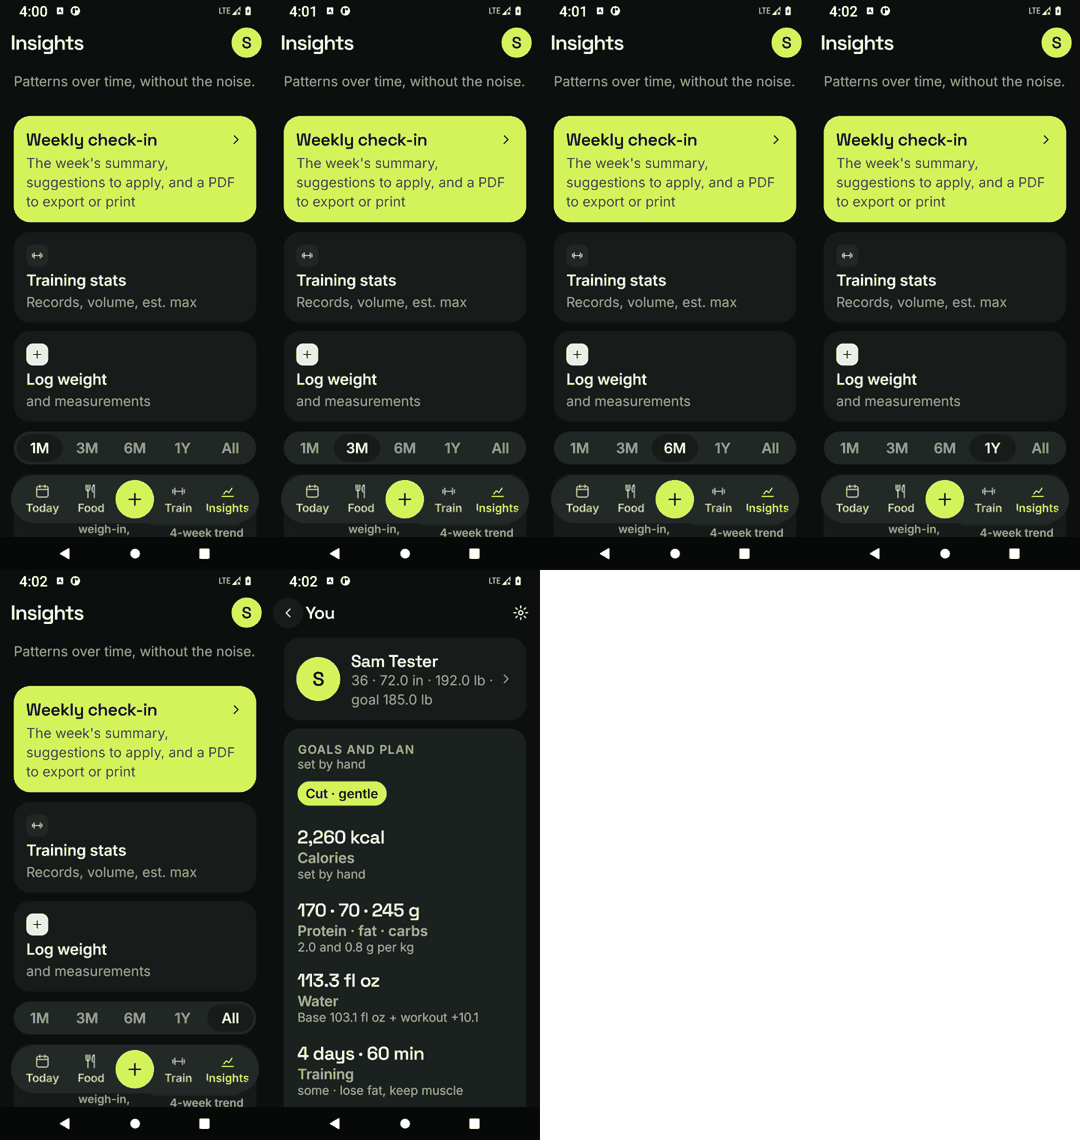 4:00
LTE
Insights
S
Patterns over time, without the noise.
Weekly check-in
The week's summary,
suggestions to apply, and a PDF
to export or print
Training stats
Records, volume, est. max
Log weight
and measurements
1M 3M 6M 1Y All
Today Food Train Insights
weigh-in, 4-week trend
4:01
LTE
Insights
S
Patterns over time, without the noise.
Weekly check-in
The week's summary,
suggestions to apply, and a PDF
to export or print
Training stats
Records, volume, est. max
Log weight
and measurements
1M 3M 6M 1Y All
Today Food Train Insights
weigh-in, 4-week trend
4:01
LTE
Insights
S
Patterns over time, without the noise.
Weekly check-in
The week's summary,
suggestions to apply, and a PDF
to export or print
Training stats
Records, volume, est. max
Log weight
and measurements
1M 3M 6M 1Y All
Today Food Train Insights
weigh-in, 4-week trend
4:02
LTE
Insights
S
Patterns over time, without the noise.
Weekly check-in
The week's summary,
suggestions to apply, and a PDF
to export or print
Training stats
Records, volume, est. max
Log weight
and measurements
1M 3M 6M 1Y All
Today Food Train Insights
weigh-in, 4-week trend
4:02
LTE
Insights
S
Patterns over time, without the noise.
Weekly check-in
The week's summary,
suggestions to apply, and a PDF
to export or print
Training stats
Records, volume, est. max
Log weight
and measurements
1M 3M 6M 1Y All
Today Food Train Insights
weigh-in, 4-week trend
4:02
LTE
You
S
Sam Tester
36 · 72.0 in · 192.0 lb ·
goal 185.0 lb
GOALS AND PLAN
set by hand
Cut · gentle
2,260 kcal
Calories
set by hand
170 · 70 · 245 g
Protein · fat · carbs
2.0 and 0.8 g per kg
113.3 fl oz
Water
Base 103.1 fl oz + workout +10.1
4 days · 60 min
Training
some · lose fat, keep muscle